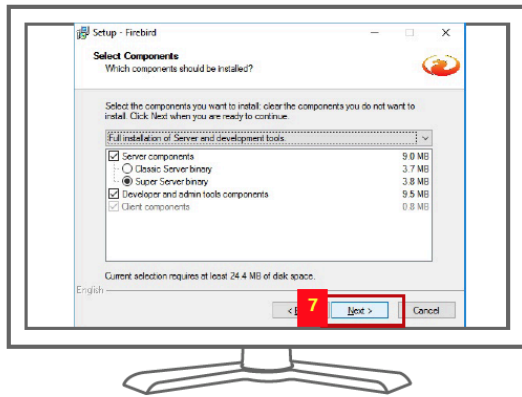 Setup - Firebird
Select Components
Which components should be installed?
Select the components you want to install: clear the components you do not want to
install. Click Next when you are ready to continue.
Full installation of Server and development tools.
Server components 9.0 MB
Classic Server binary 3.7 MB
Super Server binary 3.8 MB
Developer and admin tools components 9.5 MB
Client components 0.8 MB
Current selection requires at least 24.4 MB of disk space.
English
< 7 Next > Cancel